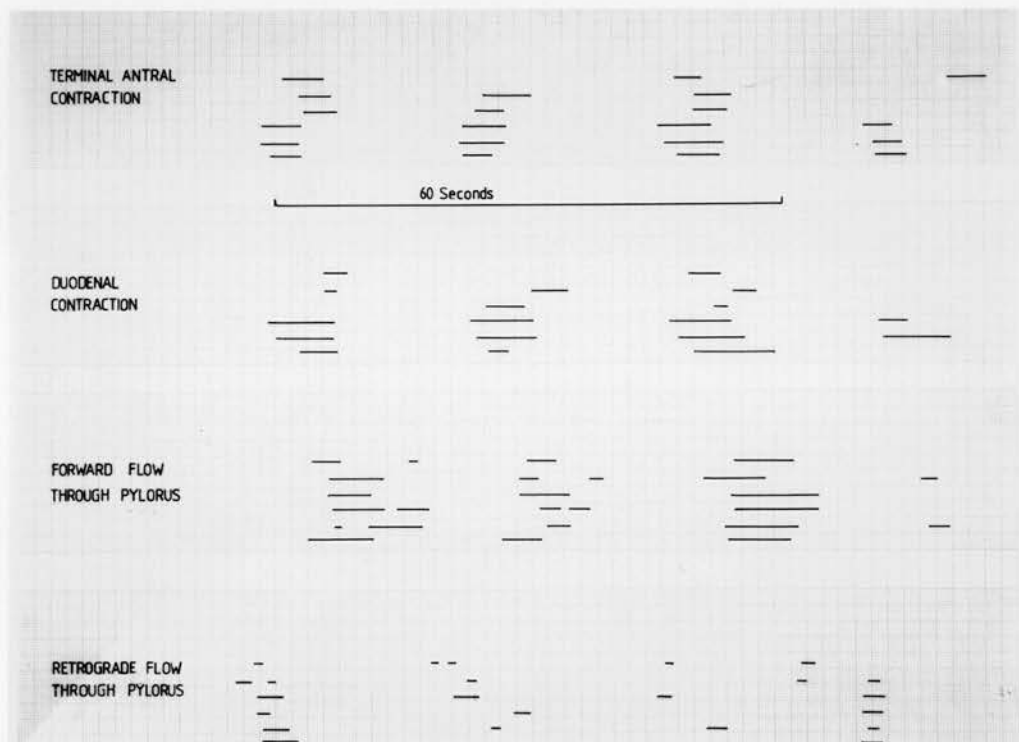 TERMINAL ANTRAL
CONTRACTION
60 Seconds
DUODENAL
CONTRACTION
FORWARD FLOW
THROUGH PYLORUS
RETROGRADE FLOW
THROUGH PYLORUS